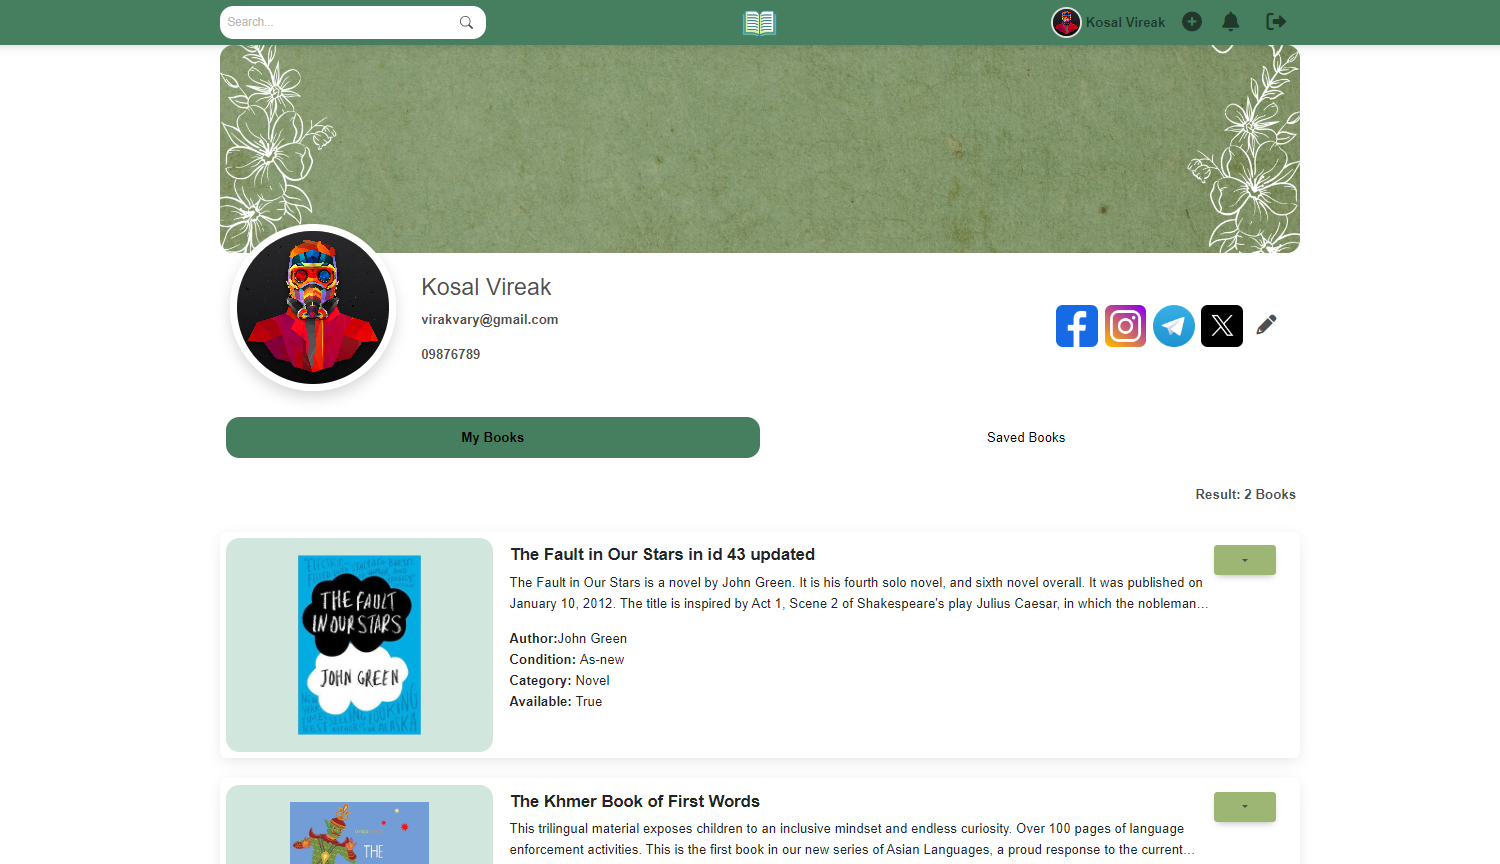 Search...
Kosal Vireak
Kosal Vireak
virakvary@gmail.com
09876789
My Books
Saved Books
Result: 2 Books
THE FAULT
IN OUR STARS
JOHN GREEN
The Fault in Our Stars in id 43 updated
The Fault in Our Stars is a novel by John Green. It is his fourth solo novel, and sixth novel overall. It was published on
January 10, 2012. The title is inspired by Act 1, Scene 2 of Shakespeare's play Julius Caesar, in which the nobleman...
Author:John Green
Condition: As-new
Category: Novel
Available: True
THE
The Khmer Book of First Words
This trilingual material exposes children to an inclusive mindset and endless curiosity. Over 100 pages of language
enforcement activities. This is the first book in our new series of Asian Languages, a proud response to the current...